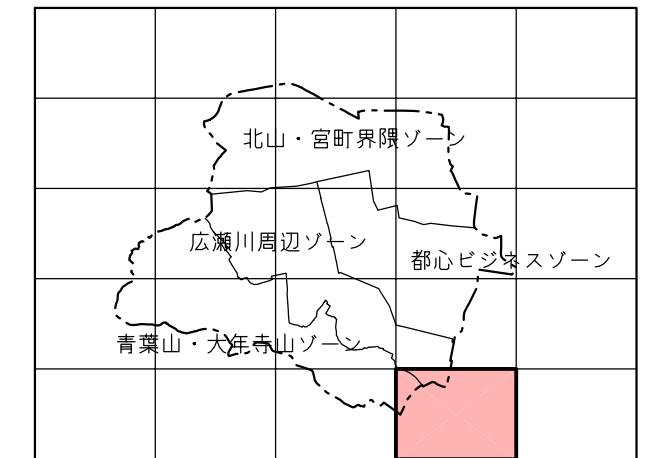 北山・宮町界隈ゾーン
広瀬川周辺ゾーン
都心ビジネスゾーン
青葉山・大年寺山ゾーン